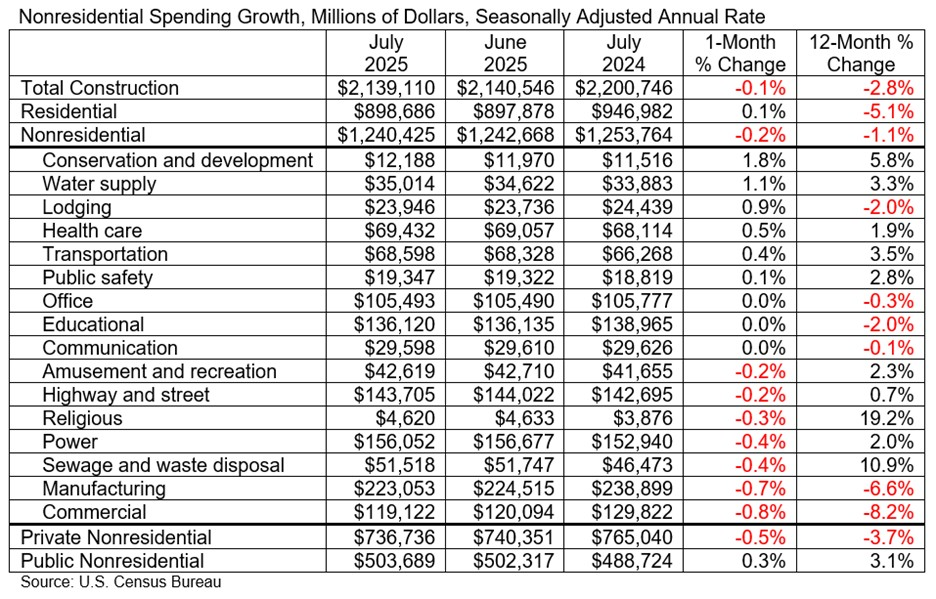 Nonresidential Spending Growth, Millions of Dollars, Seasonally Adjusted Annual Rate
July 2025 June 2025 July 2024 1-Month % Change 12-Month % Change
Total Construction $2,139,110 $2,140,546 $2,200,746 -0.1% -2.8%
Residential $898,686 $897,878 $946,982 0.1% -5.1%
Nonresidential $1,240,425 $1,242,668 $1,253,764 -0.2% -1.1%
Conservation and development $12,188 $11,970 $11,516 1.8% 5.8%
Water supply $35,014 $34,622 $33,883 1.1% 3.3%
Lodging $23,946 $23,736 $24,439 0.9% -2.0%
Health care $69,432 $69,057 $68,114 0.5% 1.9%
Transportation $68,598 $68,328 $66,268 0.4% 3.5%
Public safety $19,347 $19,322 $18,819 0.1% 2.8%
Office $105,493 $105,490 $105,777 0.0% -0.3%
Educational $136,120 $136,135 $138,965 0.0% -2.0%
Communication $29,598 $29,610 $29,626 0.0% -0.1%
Amusement and recreation $42,619 $42,710 $41,655 -0.2% 2.3%
Highway and street $143,705 $144,022 $142,695 -0.2% 0.7%
Religious $4,620 $4,633 $3,876 -0.3% 19.2%
Power $156,052 $156,677 $152,940 -0.4% 2.0%
Sewage and waste disposal $51,518 $51,747 $46,473 -0.4% 10.9%
Manufacturing $223,053 $224,515 $238,899 -0.7% -6.6%
Commercial $119,122 $120,094 $129,822 -0.8% -8.2%
Private Nonresidential $736,736 $740,351 $765,040 -0.5% -3.7%
Public Nonresidential $503,689 $502,317 $488,724 0.3% 3.1%
Source: U.S. Census Bureau